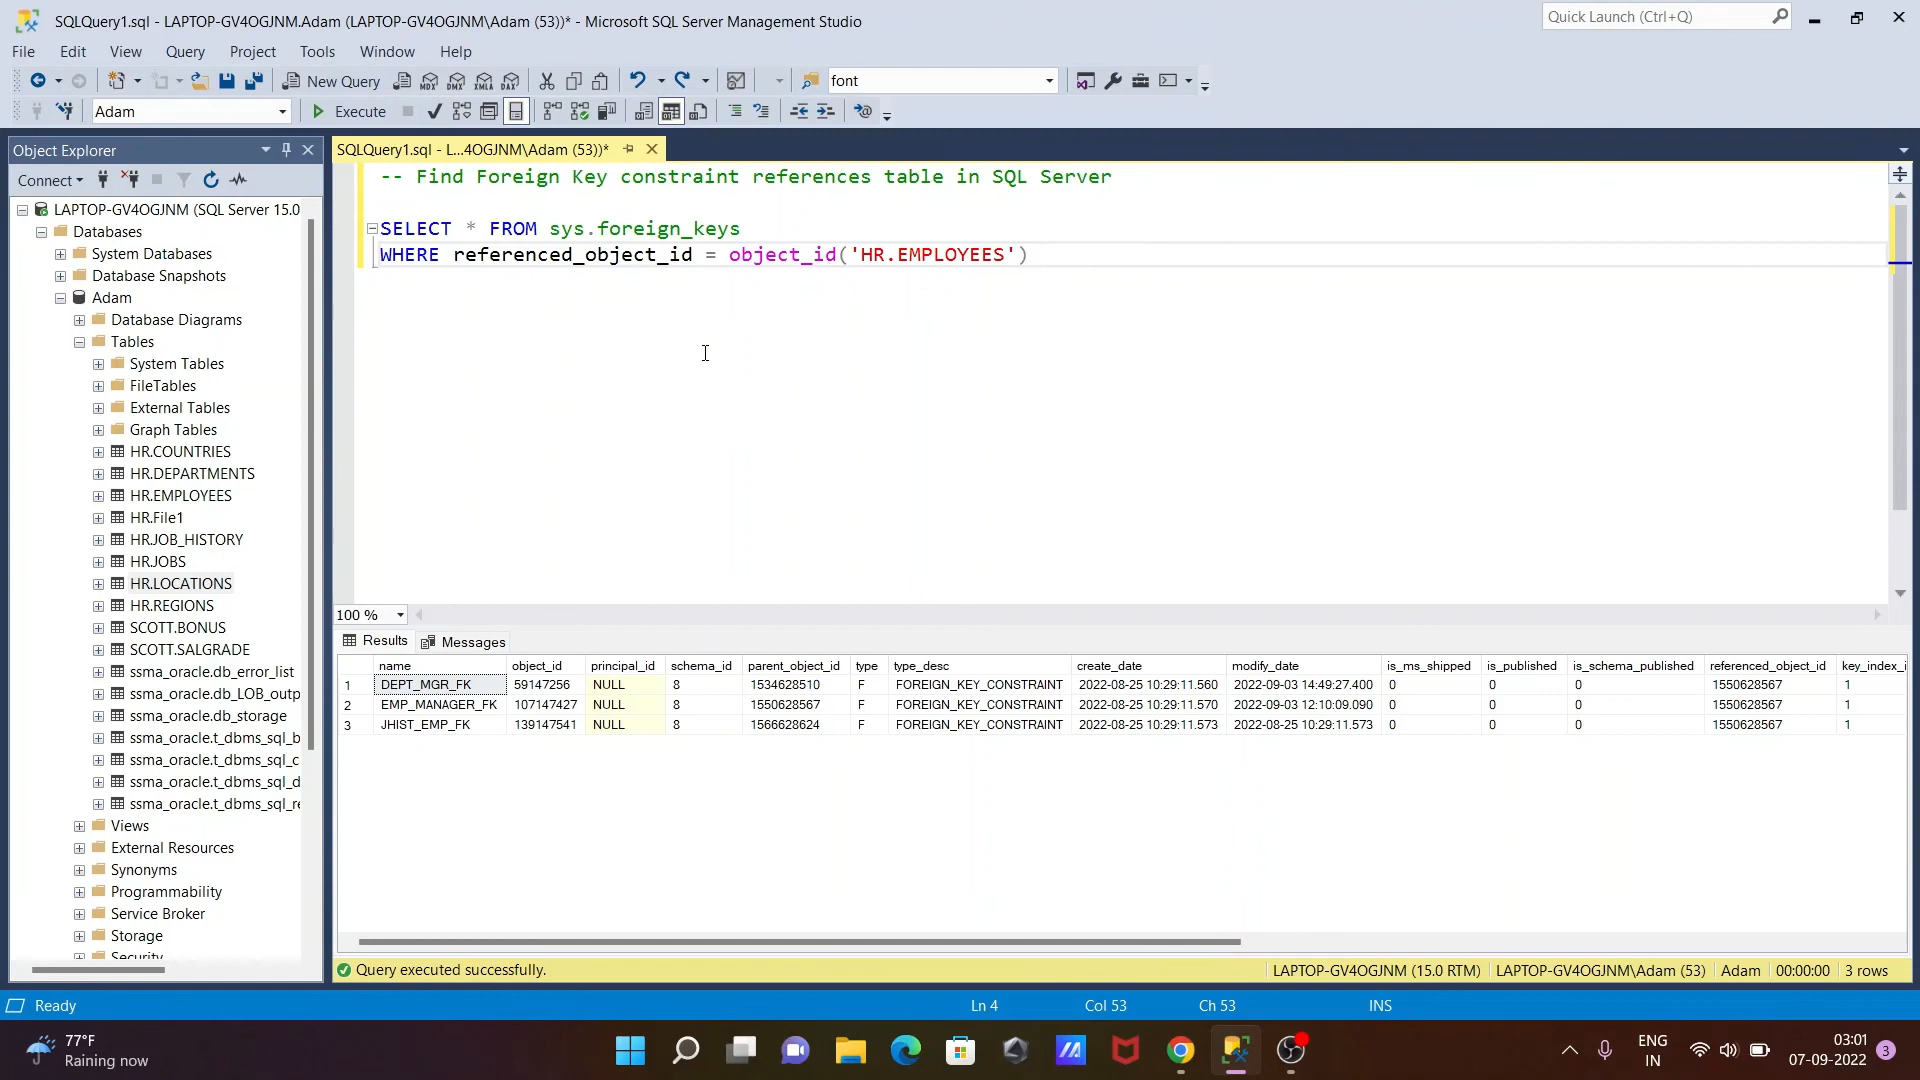 SQLQuery1.sql - LAPTOP-GV4OGJNM.Adam (LAPTOP-GV4OGJNM\Adam (53))* - Microsoft SQL Server Management Studio
Quick Launch (Ctrl+Q)
File Edit View Query Project Tools Window Help
New Query MDX DMX XMLA DAX font
Adam Execute
Object Explorer
SQLQuery1.sql - L...4OGJNM\Adam (53))*
Connect
LAPTOP-GV4OGJNM (SQL Server 15.0
Databases
System Databases
Database Snapshots
Adam
Database Diagrams
Tables
System Tables
FileTables
External Tables
Graph Tables
HR.COUNTRIES
HR.DEPARTMENTS
HR.EMPLOYEES
HR.File1
HR.JOB_HISTORY
HR.JOBS
HR.LOCATIONS
HR.REGIONS
SCOTT.BONUS
SCOTT.SALGRADE
ssma_oracle.db_error_list
ssma_oracle.db_LOB_outp
ssma_oracle.db_storage
ssma_oracle.t_dbms_sql_b
ssma_oracle.t_dbms_sql_c
ssma_oracle.t_dbms_sql_d
ssma_oracle.t_dbms_sql_re
Views
External Resources
Synonyms
Programmability
Service Broker
Storage
Security
-- Find Foreign Key constraint references table in SQL Server
SELECT * FROM sys.foreign_keys
WHERE referenced_object_id = object_id('HR.EMPLOYEES')
100 %
Results Messages
name object_id principal_id schema_id parent_object_id type type_desc create_date modify_date is_ms_shipped is_published is_schema_published referenced_object_id key_index_i
1 DEPT_MGR_FK 59147256 NULL 8 1534628510 F FOREIGN_KEY_CONSTRAINT 2022-08-25 10:29:11.560 2022-09-03 14:49:27.400 0 0 0 1550628567 1
2 EMP_MANAGER_FK 107147427 NULL 8 1550628567 F FOREIGN_KEY_CONSTRAINT 2022-08-25 10:29:11.570 2022-09-03 12:10:09.090 0 0 0 1550628567 1
3 JHIST_EMP_FK 139147541 NULL 8 1566628624 F FOREIGN_KEY_CONSTRAINT 2022-08-25 10:29:11.573 2022-08-25 10:29:11.573 0 0 0 1550628567 1
Query executed successfully. LAPTOP-GV4OGJNM (15.0 RTM) LAPTOP-GV4OGJNM\Adam (53) Adam 00:00:00 3 rows
Ready Ln 4 Col 53 Ch 53 INS
77°F
Raining now
ENG
IN
03:01
07-09-2022
3